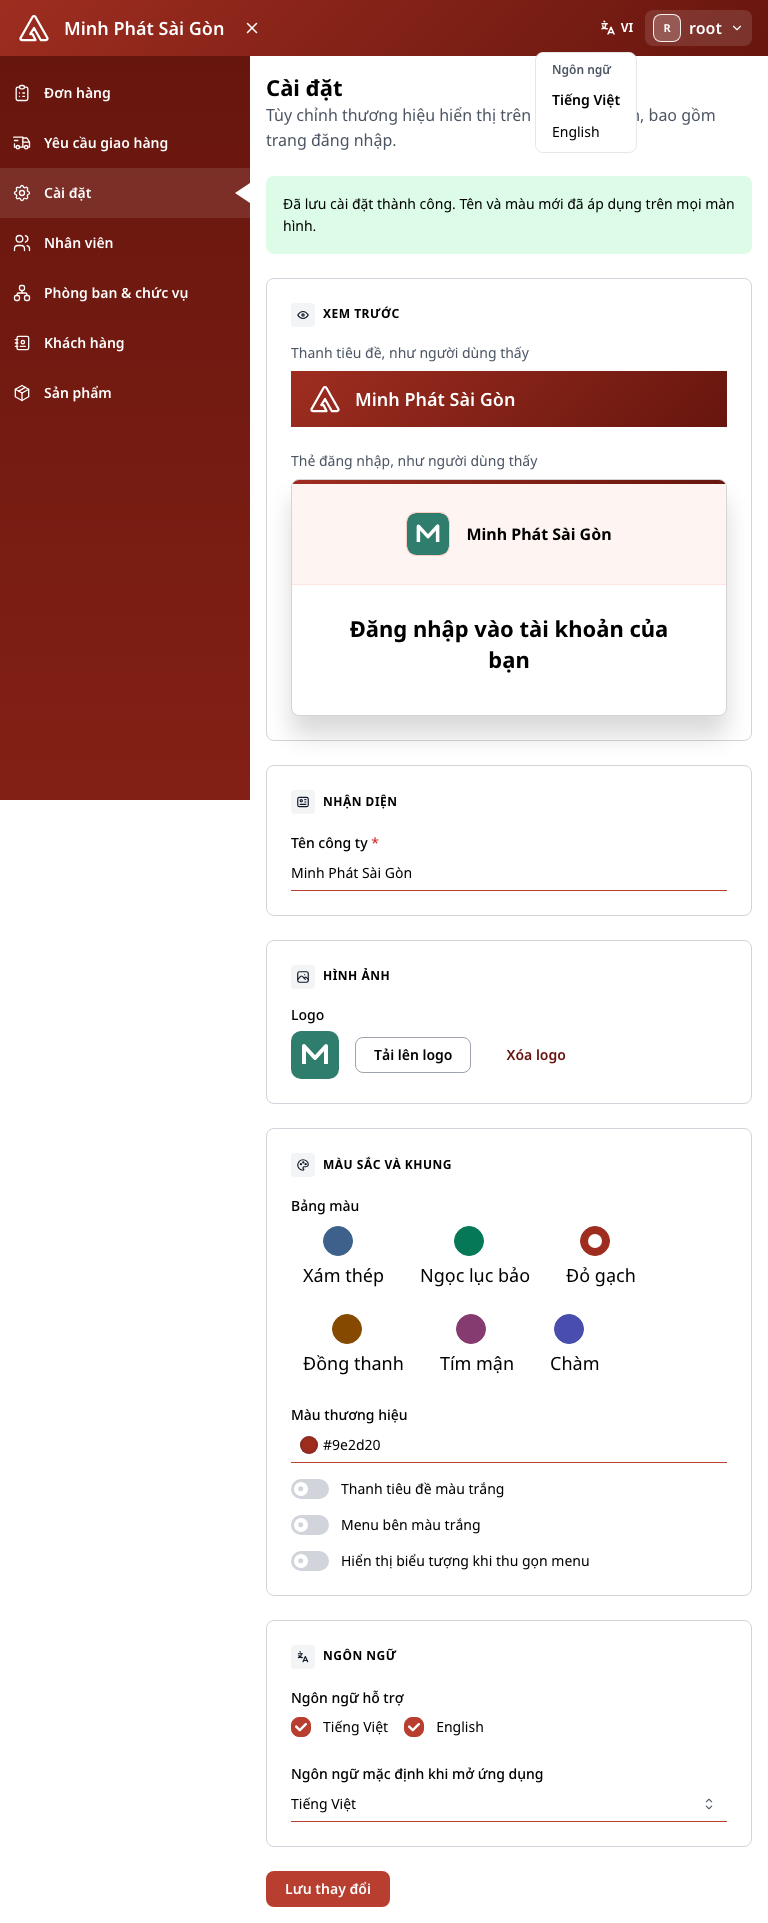 Minh Phát Sài Gòn
VI
R
root
Ngôn ngữ
Tiếng Việt
English
Đơn hàng
Yêu cầu giao hàng
Cài đặt
Nhân viên
Phòng ban & chức vụ
Khách hàng
Sản phẩm
Cài đặt
Tùy chỉnh thương hiệu hiển thị trên bao gồm
trang đăng nhập.
Đã lưu cài đặt thành công. Tên và màu mới đã áp dụng trên mọi màn
hình.
XEM TRƯỚC
Thanh tiêu đề, như người dùng thấy
Minh Phát Sài Gòn
Thẻ đăng nhập, như người dùng thấy
Minh Phát Sài Gòn
Đăng nhập vào tài khoản của
bạn
NHẬN DIỆN
Tên công ty *
Minh Phát Sài Gòn
HÌNH ẢNH
Logo
Tải lên logo
Xóa logo
MÀU SẮC VÀ KHUNG
Bảng màu
Xám thép
Ngọc lục bảo
Đỏ gạch
Đồng thanh
Tím mận
Chàm
Màu thương hiệu
#9e2d20
Thanh tiêu đề màu trắng
Menu bên màu trắng
Hiển thị biểu tượng khi thu gọn menu
NGÔN NGỮ
Ngôn ngữ hỗ trợ
Tiếng Việt
English
Ngôn ngữ mặc định khi mở ứng dụng
Tiếng Việt
Lưu thay đổi